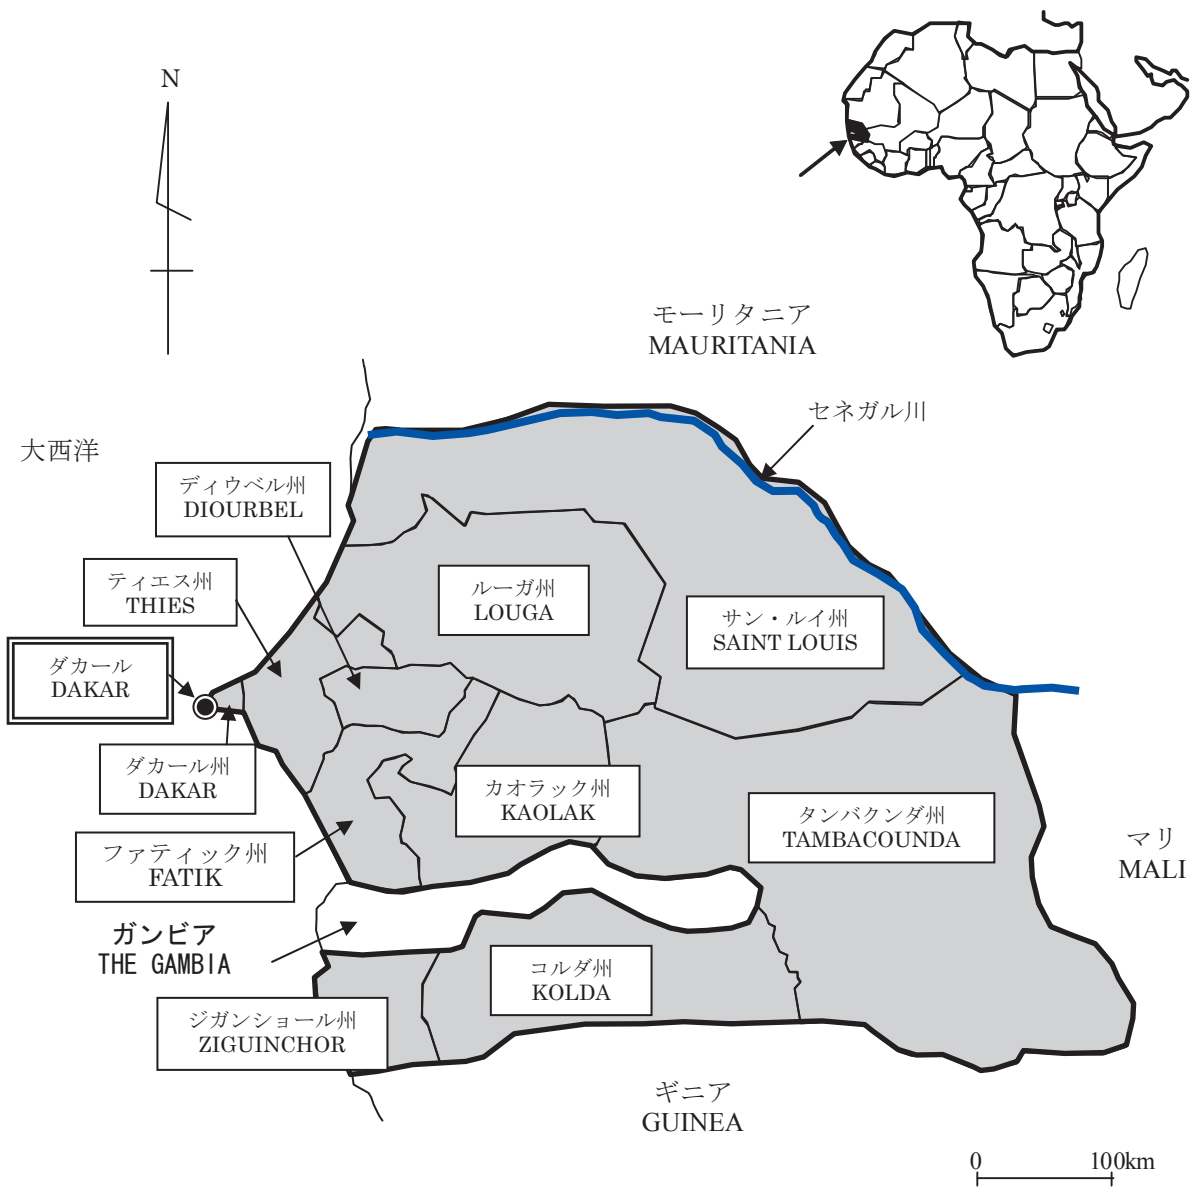 N
モーリタニア
MAURITANIA
セネガル川
大西洋
ディウベル州
DIOURBEL
ティエス州
THIES
ルーガ州
LOUGA
サン・ルイ州
SAINT LOUIS
ダカール
DAKAR
ダカール州
DAKAR
カオラック州
KAOLAK
タンバクンダ州
TAMBACOUNDA
マリ
MALI
ファティック州
FATIK
ガンビア
THE GAMBIA
コルダ州
KOLDA
ジガンショール州
ZIGUINCHOR
ギニア
GUINEA
0 100km